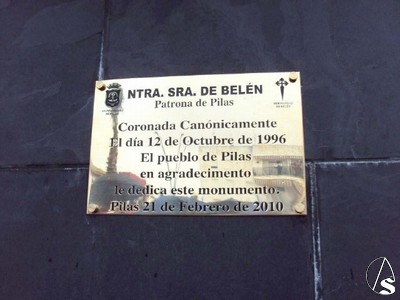 NTRA. SRA. DE BELÉN
Patrona de Pilas
Coronada Canónicamente
El día 12 de Octubre de 1996
El pueblo de Pilas
en agradecimiento
le dedica este monumento.
Pilas 21 de Febrero de 2010